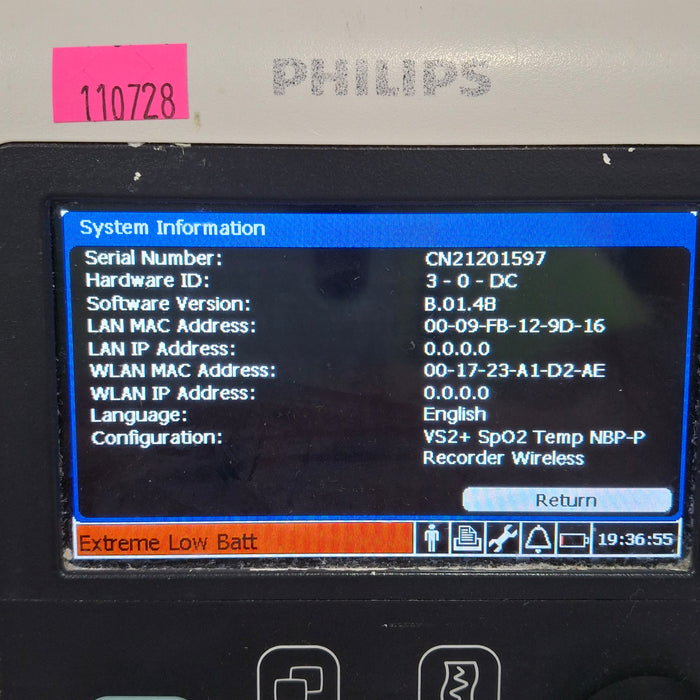 110728
PHILIPS
System Information
Serial Number: CN21201597
Hardware ID: 3 - 0 - DC
Software Version: B.01.48
LAN MAC Address: 00-09-FB-12-9D-16
LAN IP Address: 0.0.0.0
WLAN MAC Address: 00-17-23-A1-D2-AE
WLAN IP Address: 0.0.0.0
Language: English
Configuration: VS2+ SpO2 Temp NBP-P
Recorder Wireless
Return
Extreme Low Batt 19:36:55